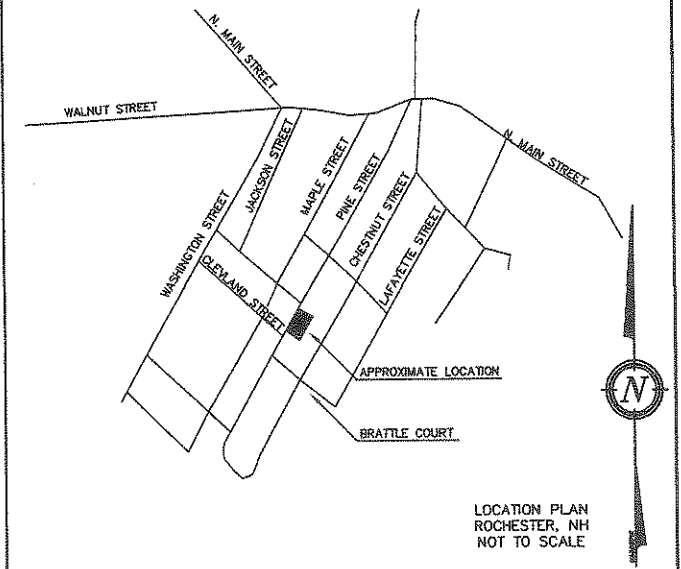 N. MAIN STREET
WALNUT STREET
N. MAIN STREET
JACKSON STREET
MAPLE STREET
PINE STREET
CHESTNUT STREET
LAFAYETTE STREET
WASHINGTON STREET
CLEVLAND STREET
APPROXIMATE LOCATION
N
BRATTLE COURT
LOCATION PLAN
ROCHESTER, NH
NOT TO SCALE